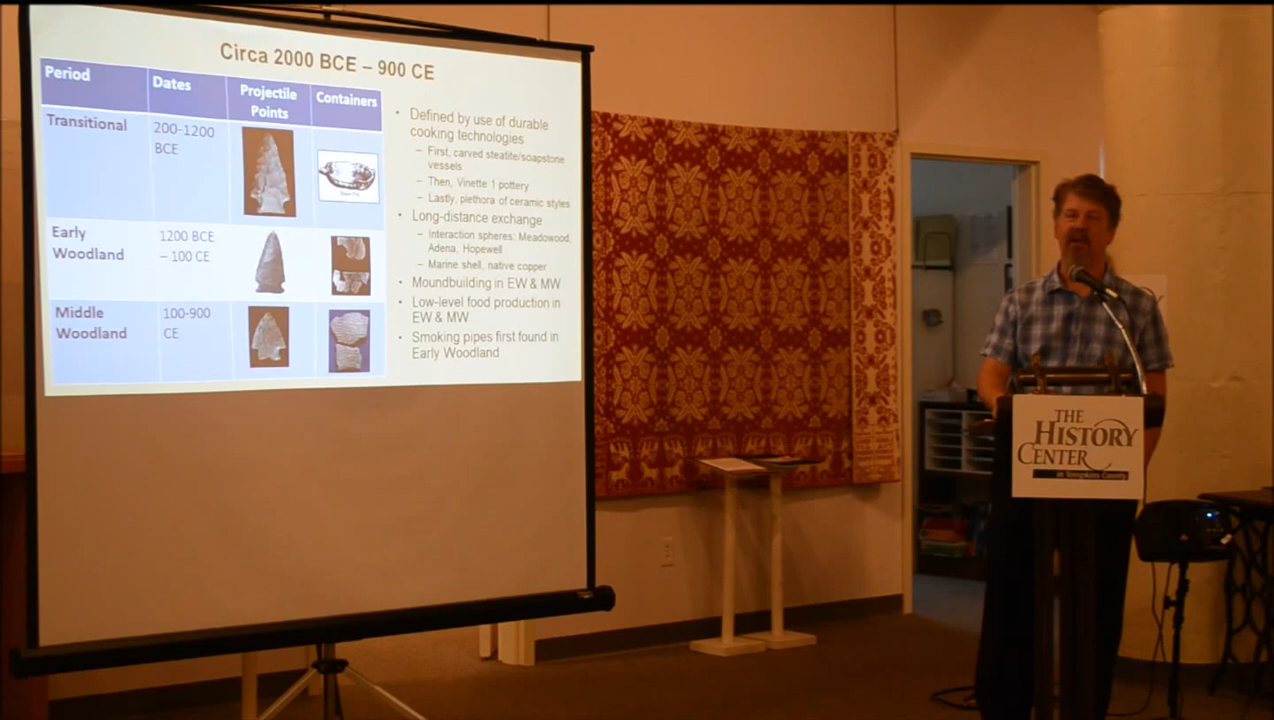 Circa 2000 BCE – 900 CE
Period
Dates
Projectile
Points
Containers
Transitional
200-1200
BCE
Early
Woodland
1200 BCE
– 100 CE
Middle
Woodland
100-900
CE
• Defined by use of durable
cooking technologies
– First, carved steatite/soapstone
vessels
– Then, Vinette 1 pottery
– Lastly, plethora of ceramic styles
• Long-distance exchange
– Interaction spheres: Meadowood,
Adena, Hopewell
– Marine shell, native copper
• Moundbuilding in EW & MW
• Low-level food production in
EW & MW
• Smoking pipes first found in
Early Woodland
THE
HISTORY
CENTER
in Tompkins County